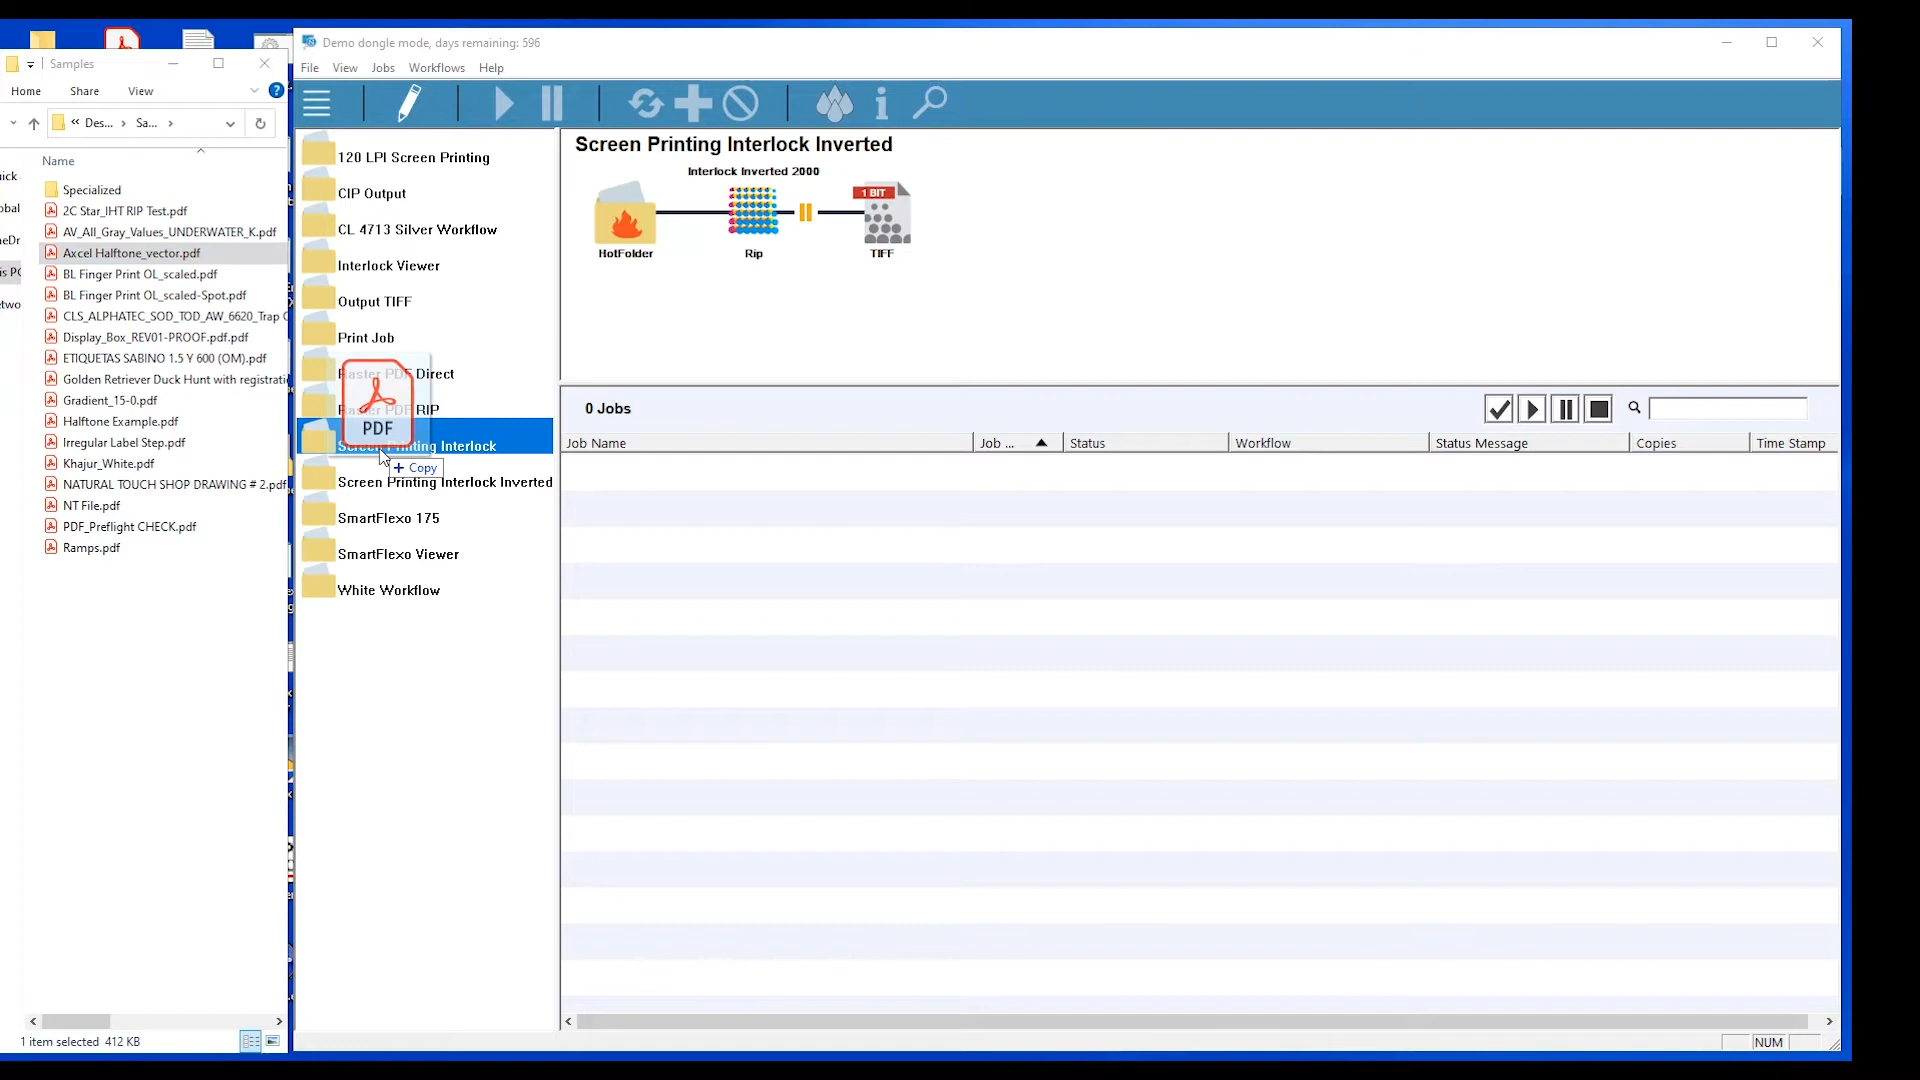 Samples
Home Share View
Des... Sa...
Name
Specialized
2C Star_IHT RIP Test.pdf
AV_All_Gray_Values_UNDERWATER_K.pdf
Axcel Halftone_vector.pdf
BL Finger Print OL_scaled.pdf
BL Finger Print OL_scaled-Spot.pdf
CLS_ALPHATEC_SOD_TOD_AW_6620_Trap
Display_Box_REV01-PROOF.pdf.pdf
ETIQUETAS SABINO 1.5 Y 600 (OM).pdf
Golden Retriever Duck Hunt with registrati
Gradient_15-0.pdf
Halftone Example.pdf
Irregular Label Step.pdf
Khajur_White.pdf
NATURAL TOUCH SHOP DRAWING # 2.pdf
NT File.pdf
PDF_Preflight CHECK.pdf
Ramps.pdf
1 item selected 412 KB
Demo dongle mode, days remaining: 596
File View Jobs Workflows Help
120 LPI Screen Printing
CIP Output
CL 4713 Silver Workflow
Interlock Viewer
Output TIFF
Print Job
Raster PDF Direct
Raster PDF RIP
Screen Printing Interlock
Screen Printing Interlock Inverted
SmartFlexo 175
SmartFlexo Viewer
White Workflow
PDF
+ Copy
Screen Printing Interlock Inverted
Interlock Inverted 2000
1 BIT
HotFolder Rip TIFF
0 Jobs
Job Name Job ... Status Workflow Status Message Copies Time Stamp
NUM